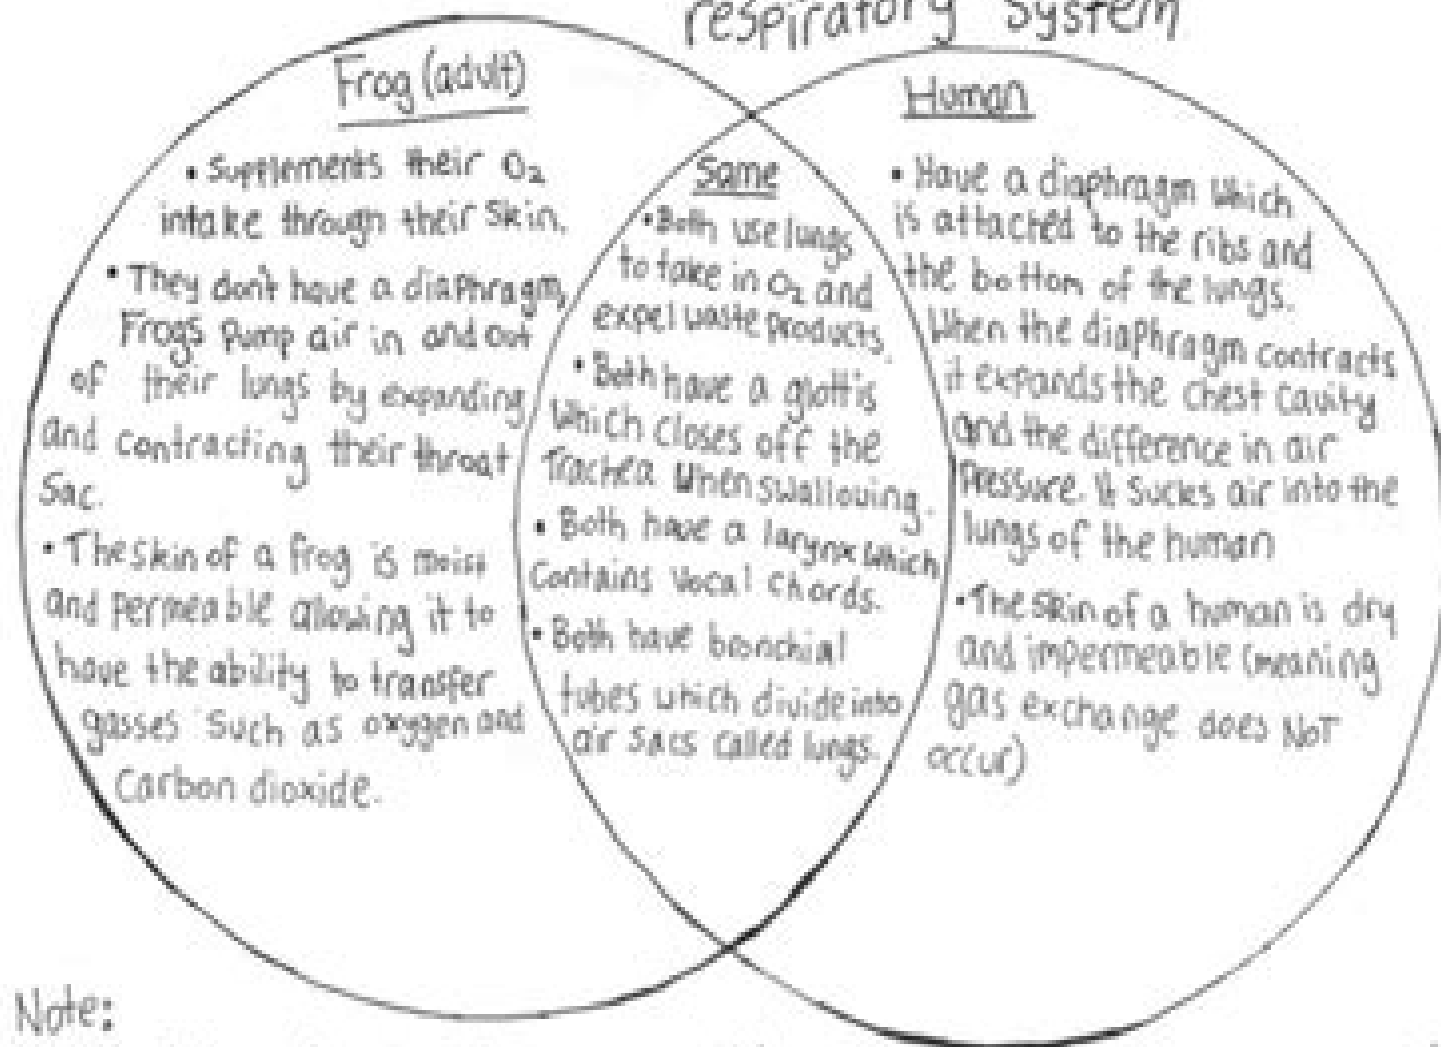 respiratory System
Frog (adult)
• Supplements their O₂
intake through their skin.
• They don't have a diaphragm,
Frogs pump air in and out
of their lungs by expanding
and contracting their throat
Sac.
• The skin of a frog is moist
and permeable allowing it to
have the ability to transfer
gasses such as oxygen and
Carbon dioxide.
Same
• Both use lungs
to take in O₂ and
expel waste products.
• Both have a glottis
Which closes off the
Trachea When swallowing.
• Both have a larynx which
Contains vocal chords.
• Both have bronchial
tubes which divide into
air sacs called lungs.
Human
• Have a diaphragm which
is attached to the ribs and
the bottom of the lungs.
When the diaphragm contracts
it expands the chest cavity
and the difference in air
Pressure. It sucks air into the
lungs of the human
• The skin of a human is dry
and impermeable (meaning
gas exchange does NOT
occur)
Note: